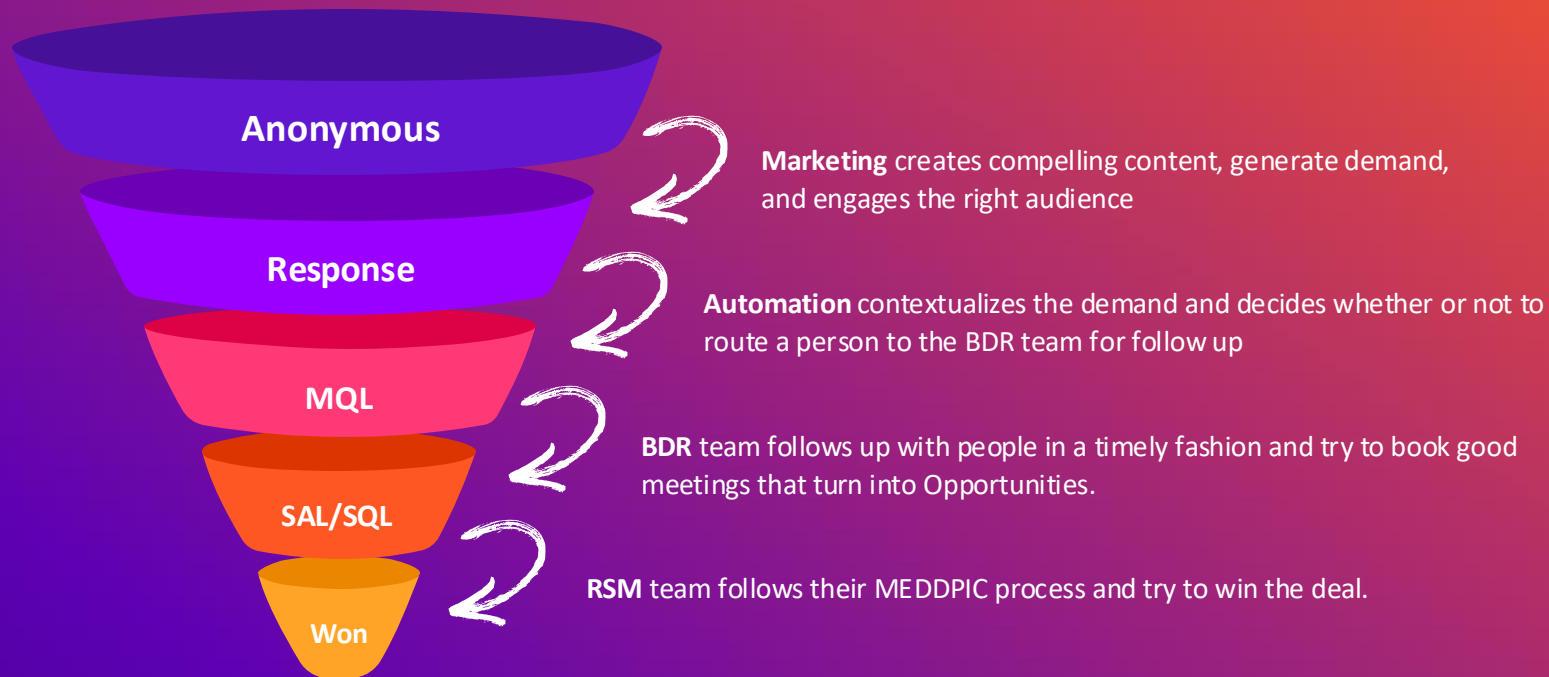 Anonymous
Marketing creates compelling content, generate demand,
and engages the right audience
Response
Automation contextualizes the demand and decides whether or not to
route a person to the BDR team for follow up
MQL
BDR team follows up with people in a timely fashion and try to book good
meetings that turn into Opportunities.
SAL/SQL
RSM team follows their MEDDPIC process and try to win the deal.
Won